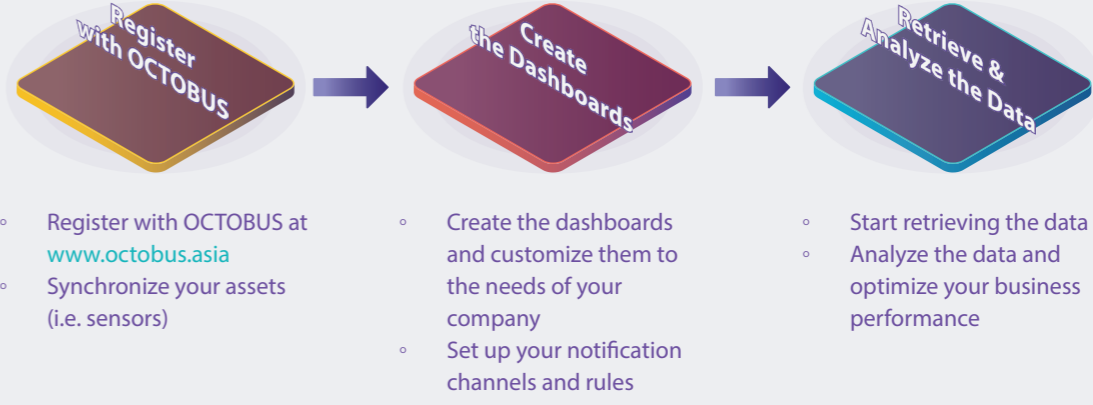 Register
with OCTOBUS
Create
the Dashboards
Retrieve &
Analyze the Data
◦ Register with OCTOBUS at
www.octobus.asia
◦ Synchronize your assets
(i.e. sensors)
◦ Create the dashboards
and customize them to
the needs of your
company
◦ Set up your notification
channels and rules
◦ Start retrieving the data
◦ Analyze the data and
optimize your business
performance